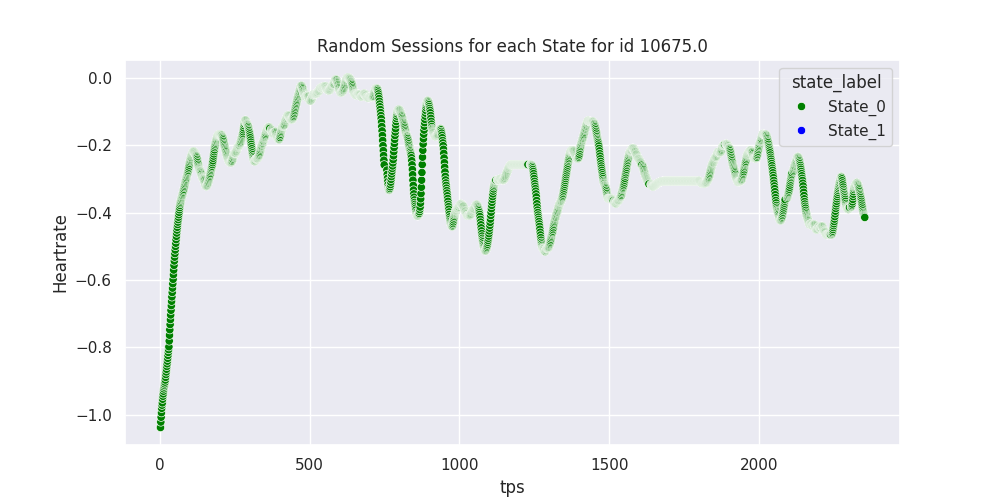 Random Sessions for each State for id 10675.0
state_label
State_0
State_1
Heartrate
0.0
−0.2
−0.4
−0.6
−0.8
−1.0
0
500
1000
1500
2000
tps